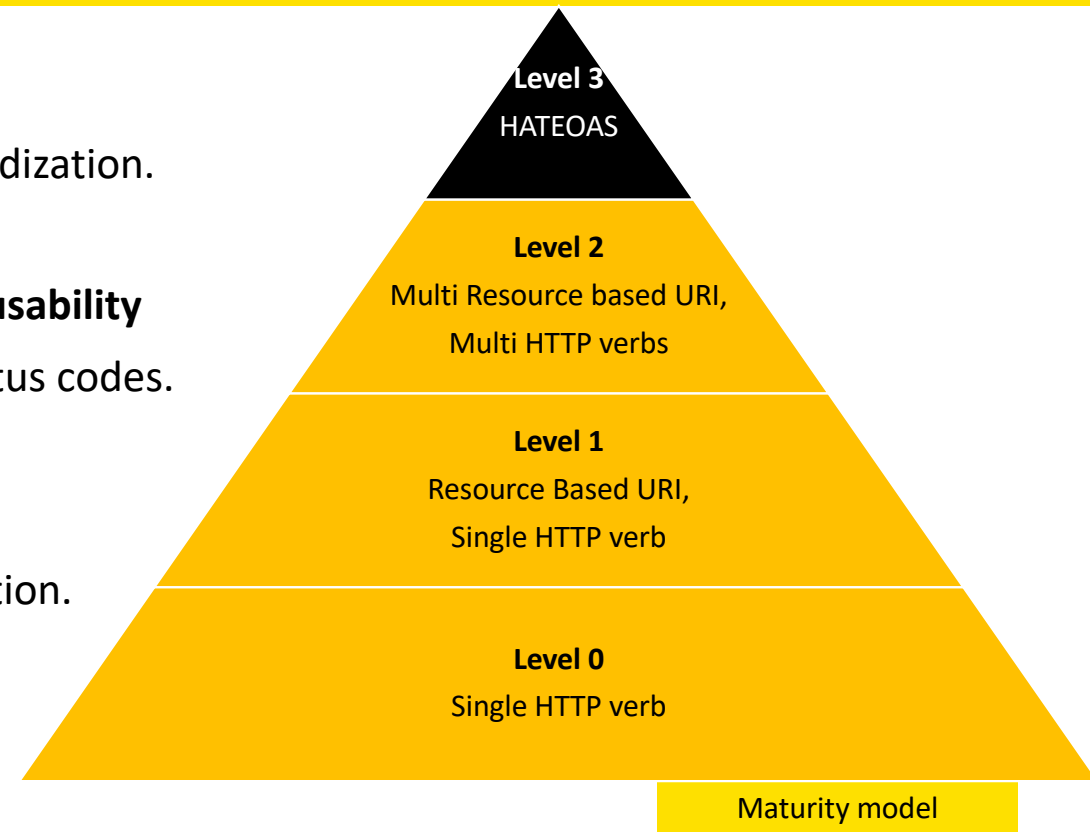 dization.
usability
tus codes.
tion.
Level 3
HATEOAS
Level 2
Multi Resource based URI,
Multi HTTP verbs
Level 1
Resource Based URI,
Single HTTP verb
Level 0
Single HTTP verb
Maturity model